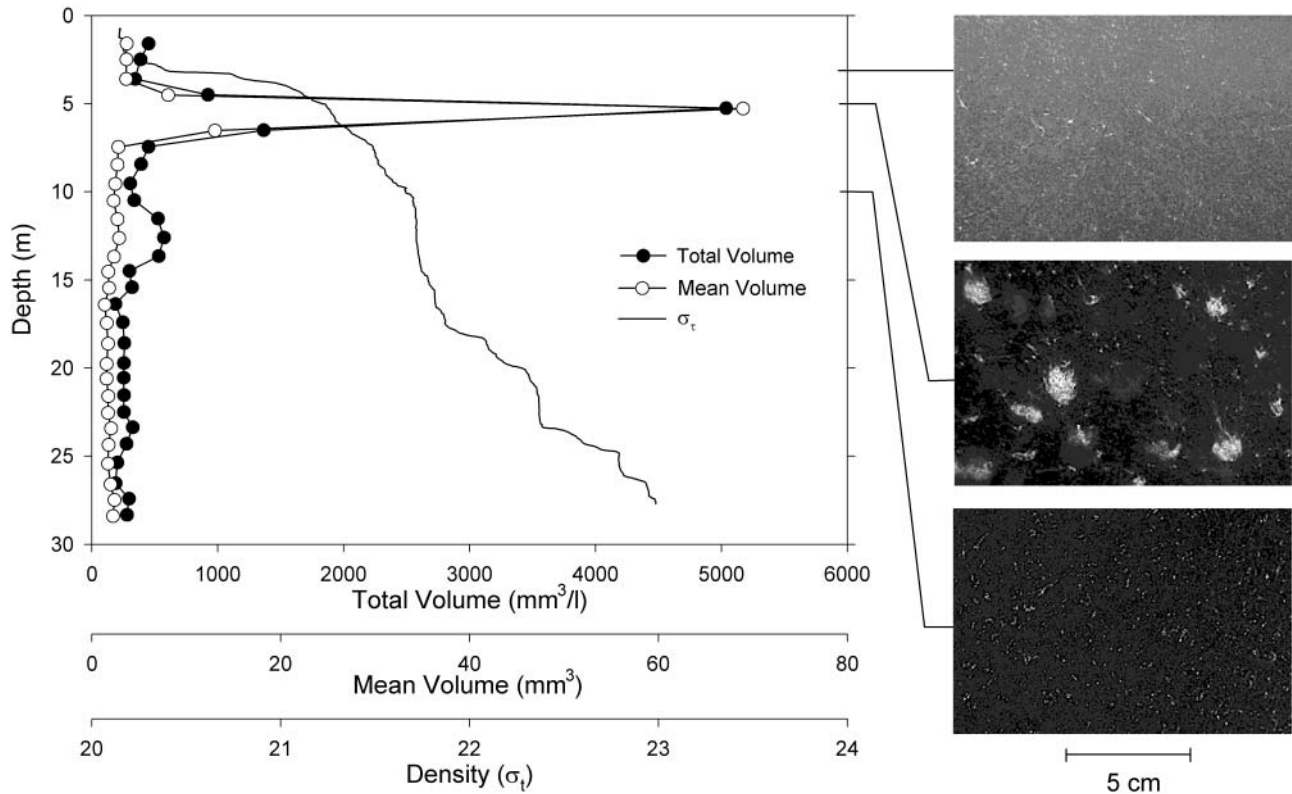 0
5
10
15
20
25
30
Depth (m)
Total Volume
Mean Volume
στ
0 1000 2000 3000 4000 5000 6000
Total Volume (mm³/l)
0 20 40 60 80
Mean Volume (mm³)
20 21 22 23 24
Density (σt)
5 cm